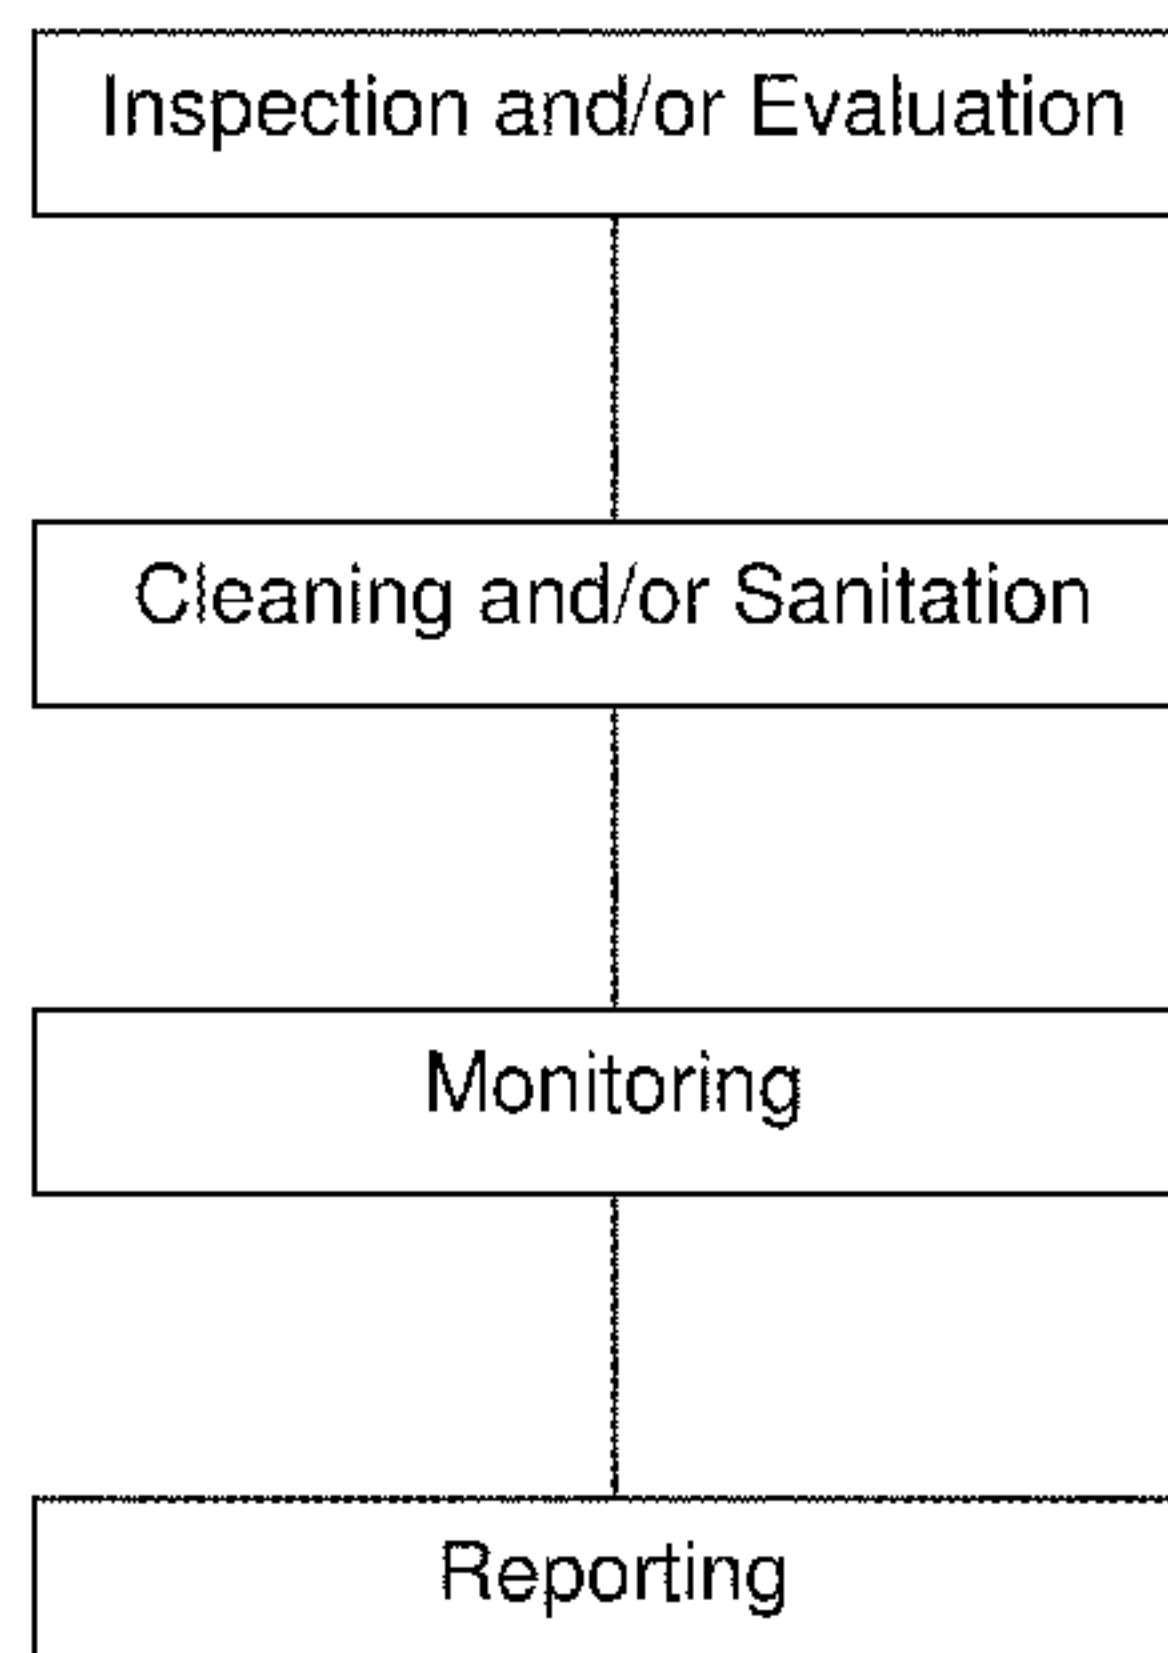 Inspection and/or Evaluation
Cleaning and/or Sanitation
Monitoring
Reporting